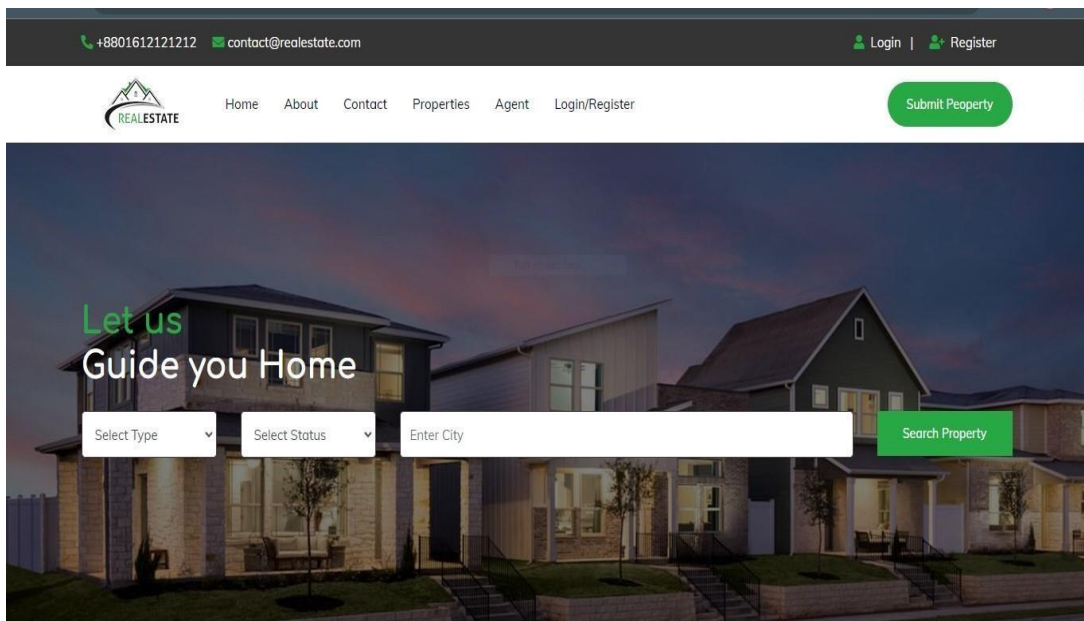 +8801612121212 contact@realestate.com Login | Register
REALESTATE
Home About Contact Properties Agent Login/Register
Submit Peoperty
Let us
Guide you Home
Select Type Select Status Enter City Search Property